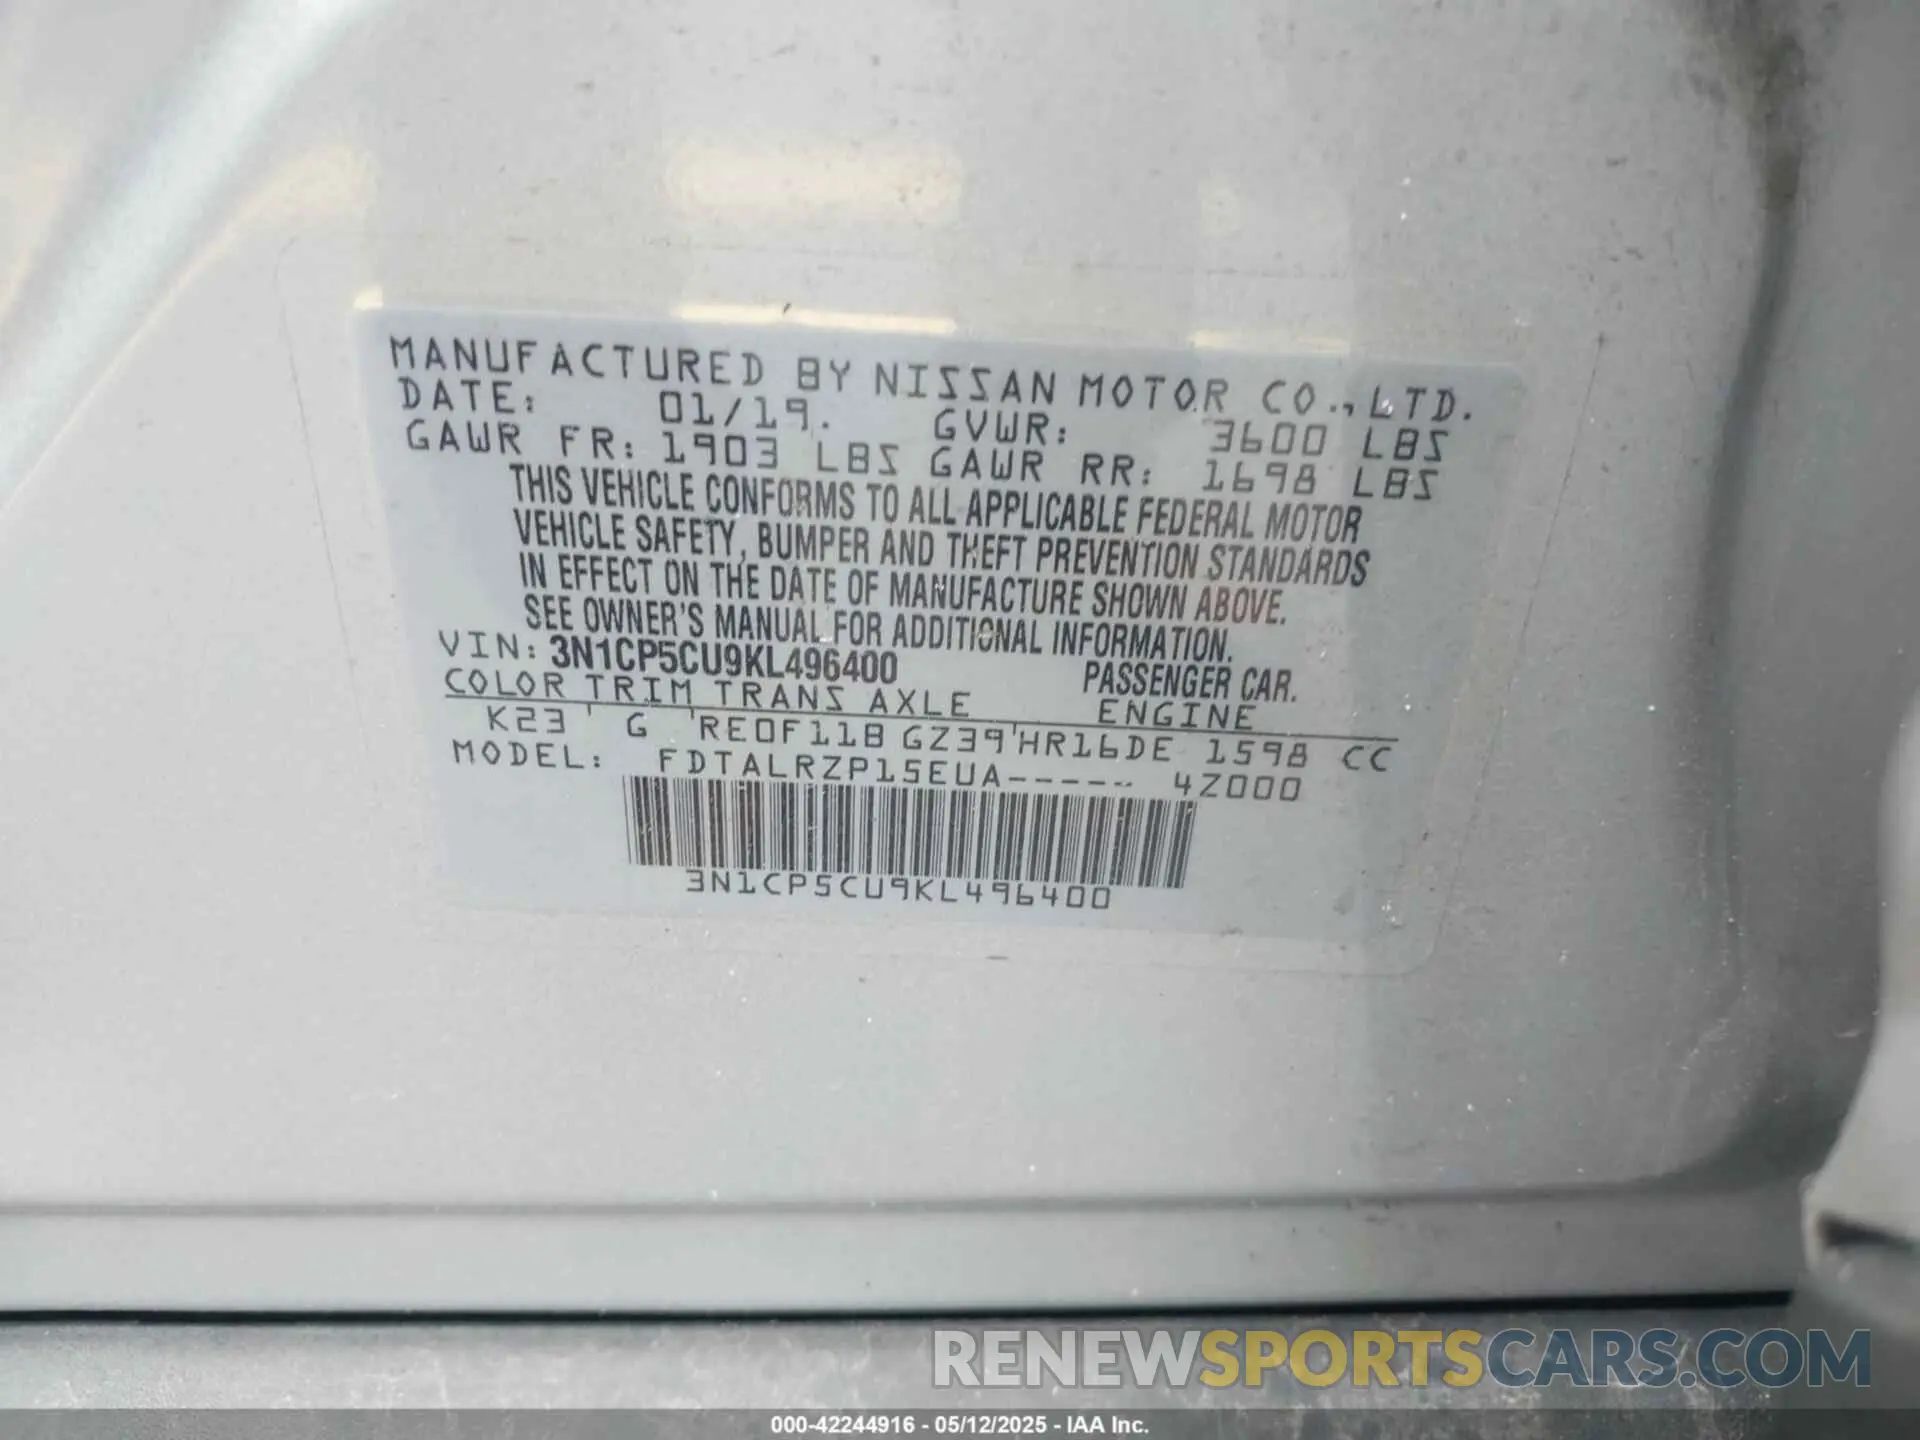 MANUFACTURED BY NISSAN MOTOR CO., LTD.
DATE: 01/19. GVWR: 3600 LBS
GAWR FR: 1903 LBS GAWR RR: 1698 LBS
THIS VEHICLE CONFORMS TO ALL APPLICABLE FEDERAL MOTOR
VEHICLE SAFETY, BUMPER AND THEFT PREVENTION STANDARDS
IN EFFECT ON THE DATE OF MANUFACTURE SHOWN ABOVE.
SEE OWNER'S MANUAL FOR ADDITIONAL INFORMATION.
VIN: 3N1CP5CU9KL496400 PASSENGER CAR.
COLOR TRIM TRANS AXLE ENGINE
K23 ' G ' RE0F11B GZ39 ' HR16DE 1598 CC
MODEL: FDTALRZP15EUA----- 4Z000
3N1CP5CU9KL496400
RENEWSPORTSCARS.COM
000-42244916 - 05/12/2025 - IAA Inc.